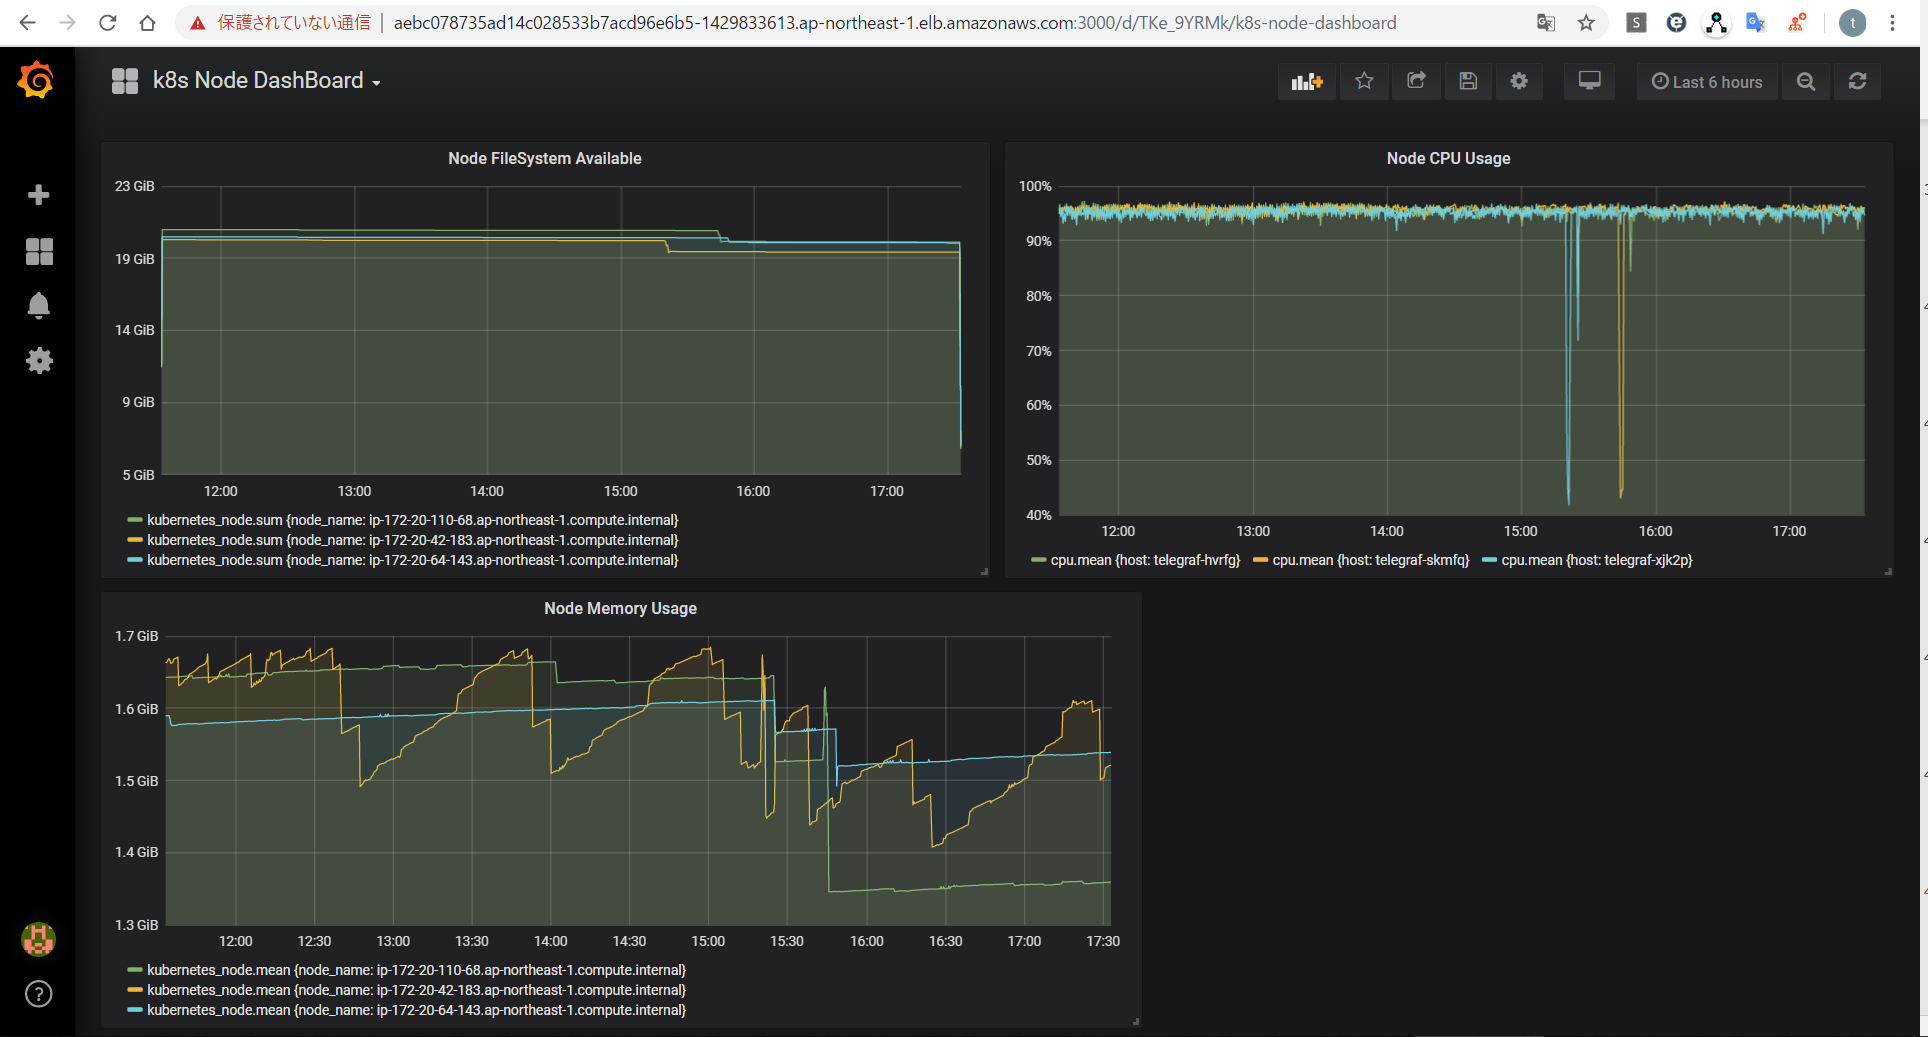 保護されていない通信 | aebc078735ad14c028533b7acd96e6b5-1429833613.ap-northeast-1.elb.amazonaws.com:3000/d/TKe_9YRMk/k8s-node-dashboard
S
t
k8s Node DashBoard
Last 6 hours
Node FileSystem Available
23 GiB
19 GiB
14 GiB
9 GiB
5 GiB
12:00 13:00 14:00 15:00 16:00 17:00
kubernetes_node.sum {node_name: ip-172-20-110-68.ap-northeast-1.compute.internal}
kubernetes_node.sum {node_name: ip-172-20-42-183.ap-northeast-1.compute.internal}
kubernetes_node.sum {node_name: ip-172-20-64-143.ap-northeast-1.compute.internal}
Node CPU Usage
100%
90%
80%
70%
60%
50%
40%
12:00 13:00 14:00 15:00 16:00 17:00
cpu.mean {host: telegraf-hvrfg} cpu.mean {host: telegraf-skmfq} cpu.mean {host: telegraf-xjk2p}
Node Memory Usage
1.7 GiB
1.6 GiB
1.5 GiB
1.4 GiB
1.3 GiB
12:00 12:30 13:00 13:30 14:00 14:30 15:00 15:30 16:00 16:30 17:00 17:30
kubernetes_node.mean {node_name: ip-172-20-110-68.ap-northeast-1.compute.internal}
kubernetes_node.mean {node_name: ip-172-20-42-183.ap-northeast-1.compute.internal}
kubernetes_node.mean {node_name: ip-172-20-64-143.ap-northeast-1.compute.internal}